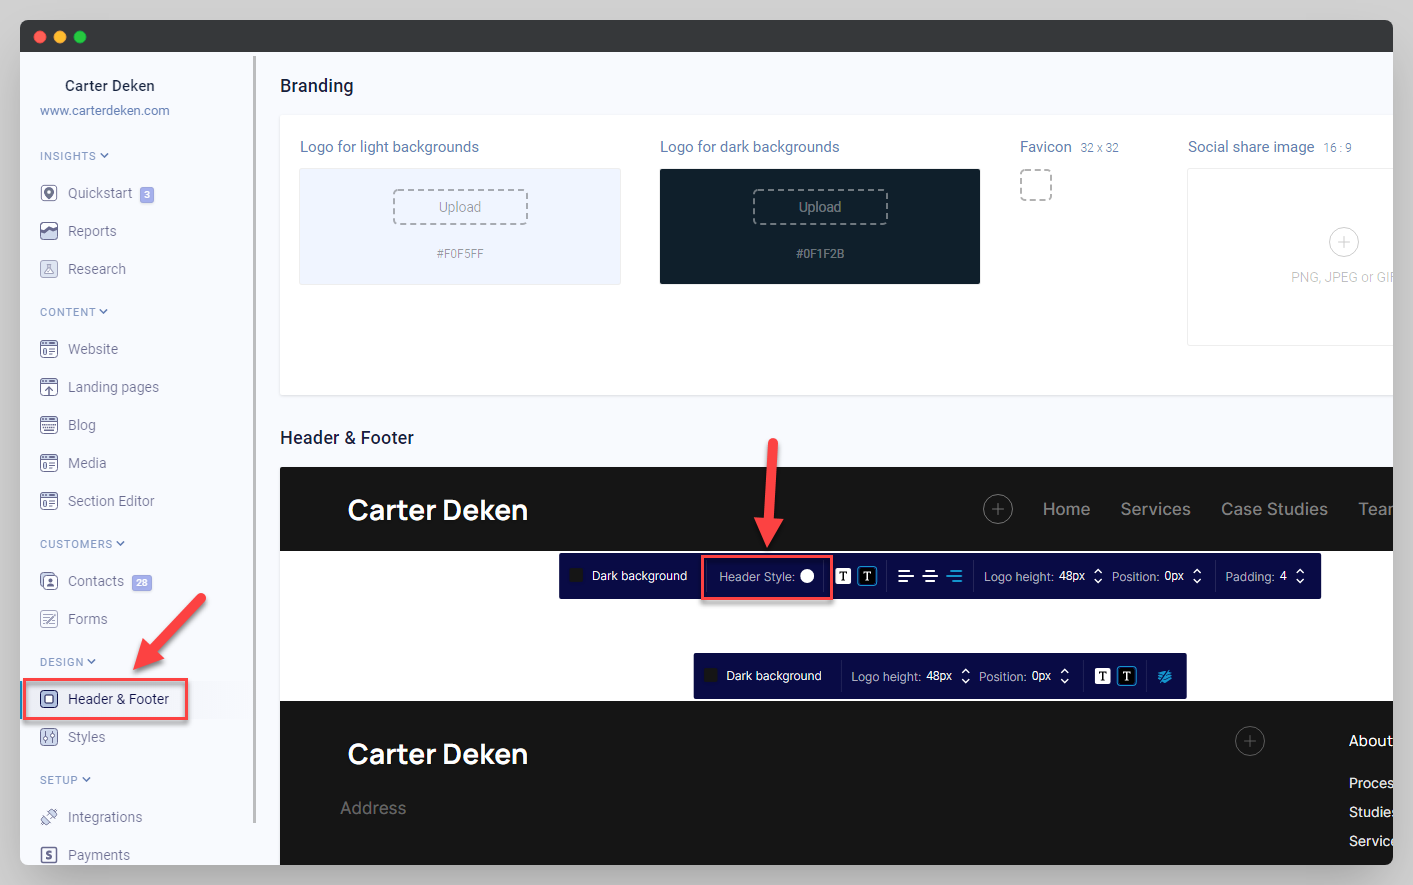 Carter Deken
www.carterdeken.com
INSIGHTS
Quickstart 3
Reports
Research
CONTENT
Website
Landing pages
Blog
Media
Section Editor
CUSTOMERS
Contacts 28
Forms
DESIGN
Header & Footer
Styles
SETUP
Integrations
Payments
Branding
Logo for light backgrounds
Upload
#F0F5FF
Logo for dark backgrounds
Upload
#0F1F2B
Favicon 32 x 32
Social share image 16 : 9
PNG, JPEG or GIF
Header & Footer
Carter Deken
Home Services Case Studies Tear
Dark background Header Style: T T Logo height: 48px Position: 0px Padding: 4
Dark background Logo height: 48px Position: 0px T T
Carter Deken
Address
About
Proces
Studies
Service